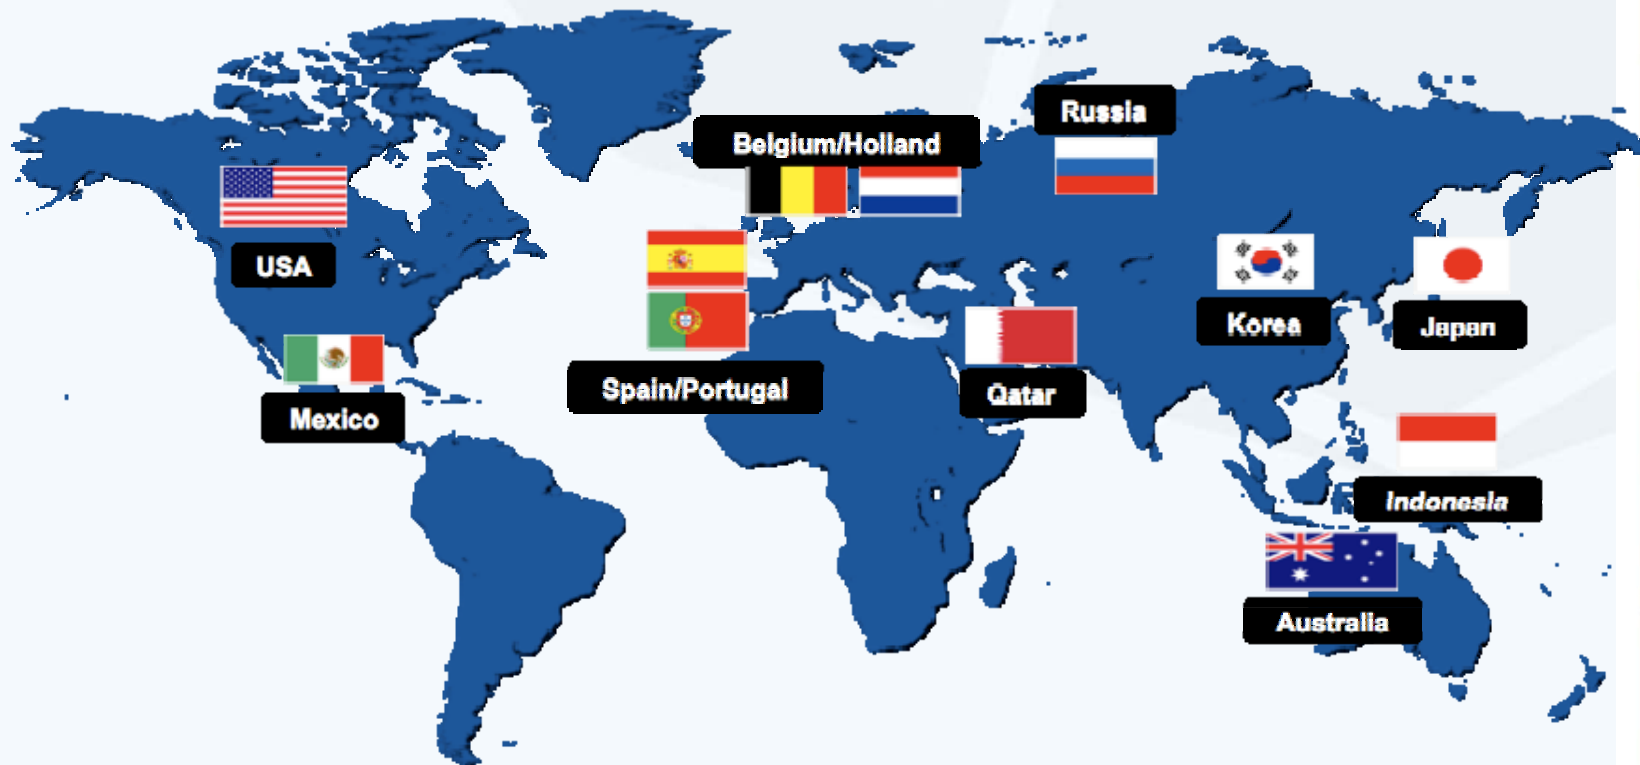 Russia
Belgium/Holland
USA
Korea
Japan
Mexico
Spain/Portugal
Qatar
Indonesia
Australia